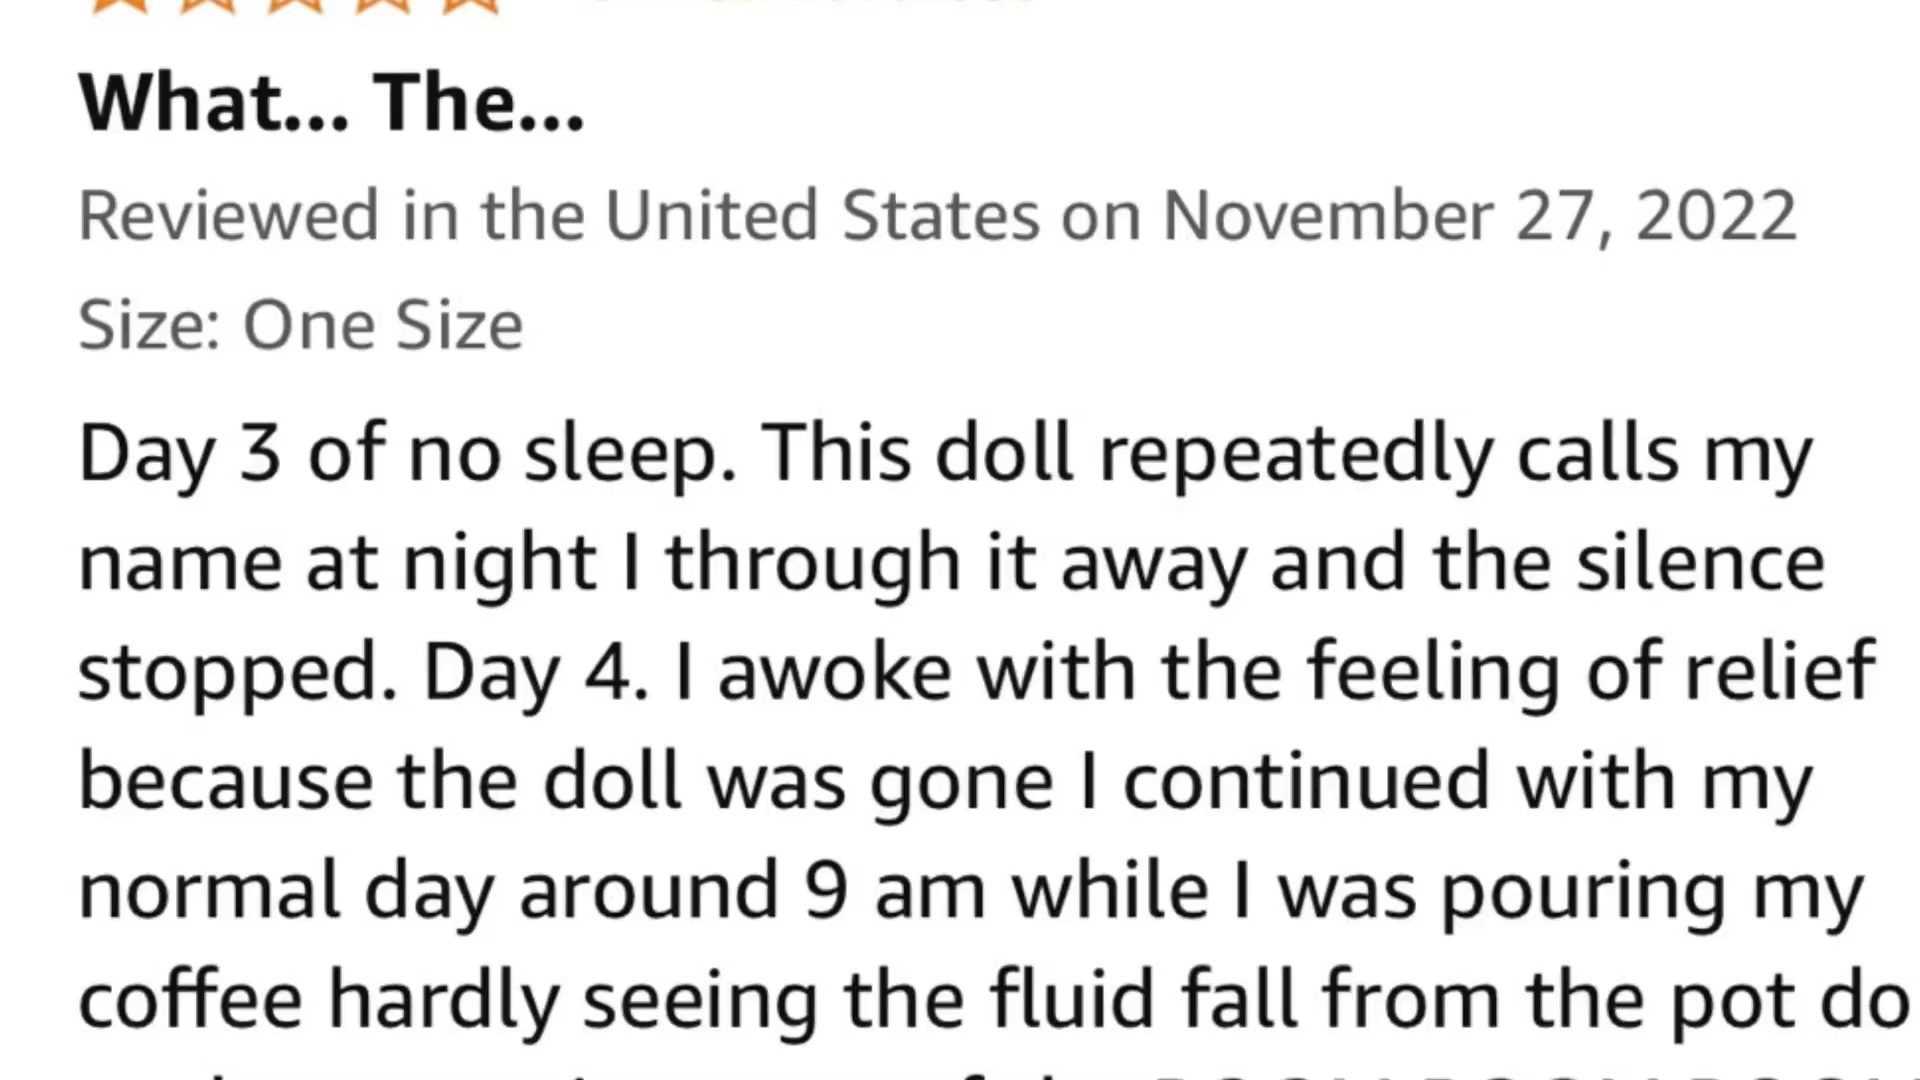 What... The...
Reviewed in the United States on November 27, 2022
Size: One Size
Day 3 of no sleep. This doll repeatedly calls my
name at night I through it away and the silence
stopped. Day 4. I awoke with the feeling of relief
because the doll was gone I continued with my
normal day around 9 am while I was pouring my
coffee hardly seeing the fluid fall from the pot do